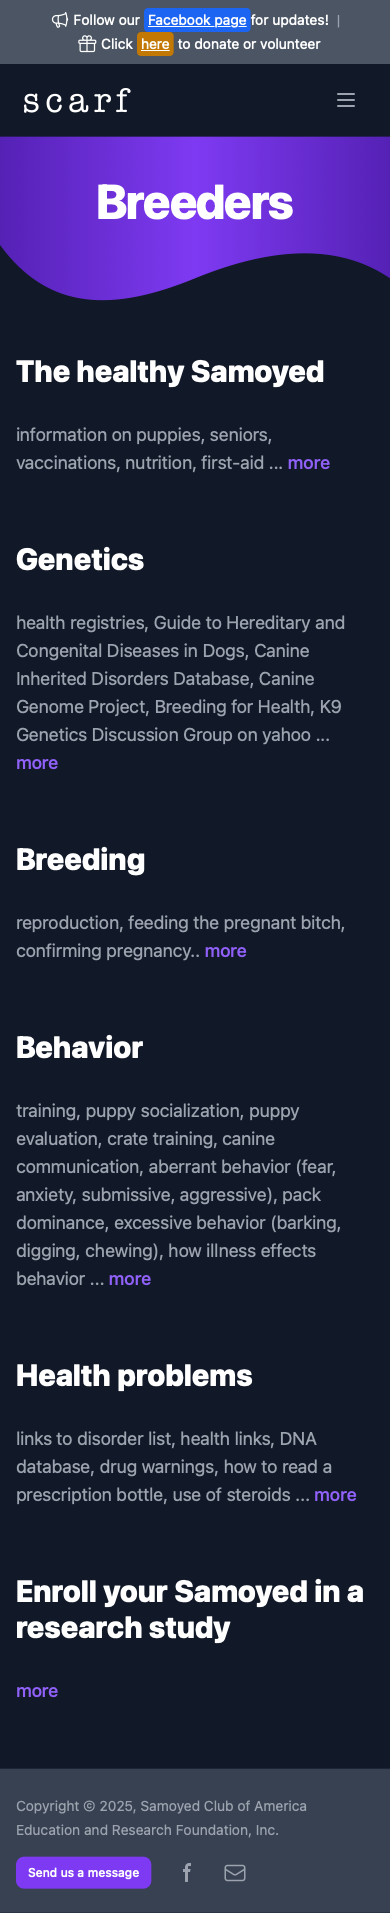 Follow our Facebook page for updates! |
Click here to donate or volunteer
scarf
Breeders
The healthy Samoyed
information on puppies, seniors,
vaccinations, nutrition, first-aid ... more
Genetics
health registries, Guide to Hereditary and
Congenital Diseases in Dogs, Canine
Inherited Disorders Database, Canine
Genome Project, Breeding for Health, K9
Genetics Discussion Group on yahoo ...
more
Breeding
reproduction, feeding the pregnant bitch,
confirming pregnancy.. more
Behavior
training, puppy socialization, puppy
evaluation, crate training, canine
communication, aberrant behavior (fear,
anxiety, submissive, aggressive), pack
dominance, excessive behavior (barking,
digging, chewing), how illness effects
behavior ... more
Health problems
links to disorder list, health links, DNA
database, drug warnings, how to read a
prescription bottle, use of steroids ... more
Enroll your Samoyed in a
research study
more
Copyright © 2025, Samoyed Club of America
Education and Research Foundation, Inc.
Send us a message